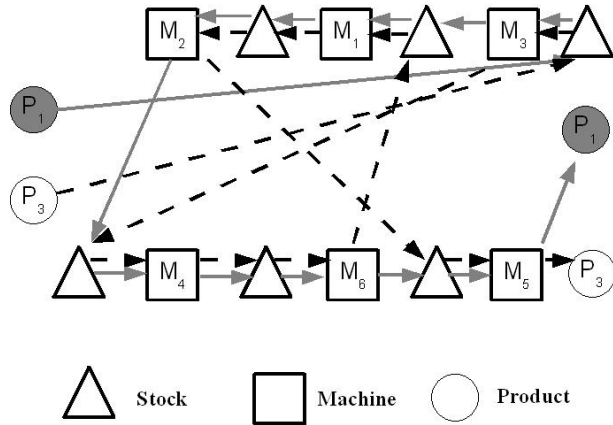 M₂ M₁ M₃
P₁
P₁
P₃
M₄ M₆ M₅ P₃
Stock Machine Product